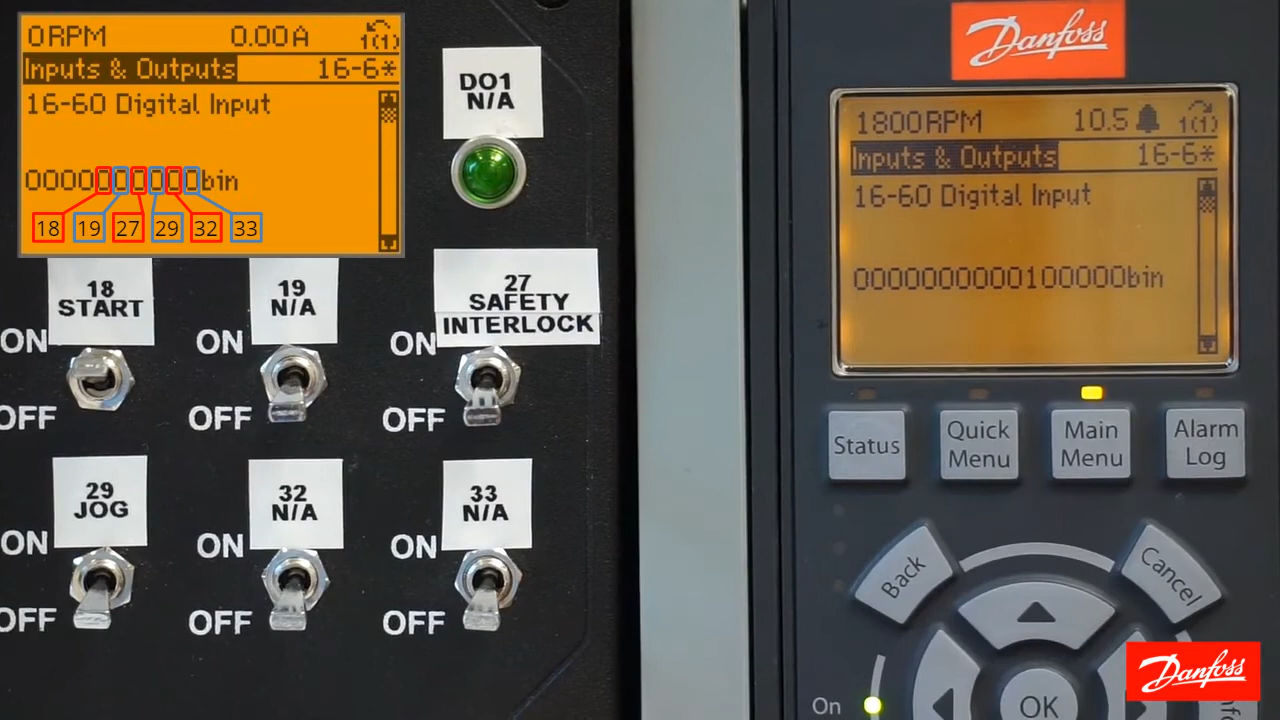 0RPM 0.00A 1(1)
Inputs & Outputs 16-6*
16-60 Digital Input
0000000000bin
18 19 27 29 32 33
DO1
N/A
18
START
19
N/A
27
SAFETY
INTERLOCK
ON ON ON
OFF OFF OFF
29
JOG
32
N/A
33
N/A
ON ON ON
OFF OFF OFF
Danfoss
1800RPM 10.5 1(1)
Inputs & Outputs 16-6*
16-60 Digital Input
0000000000100000bin
Status
Quick
Menu
Main
Menu
Alarm
Log
Back
Cancel
On
OK
Danfoss